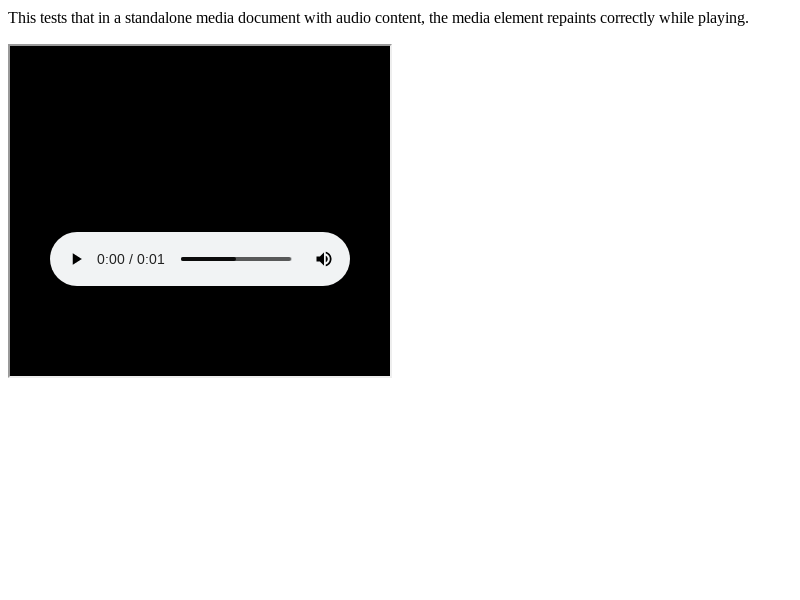 This tests that in a standalone media document with audio content, the media element repaints correctly while playing.
0:00 / 0:01